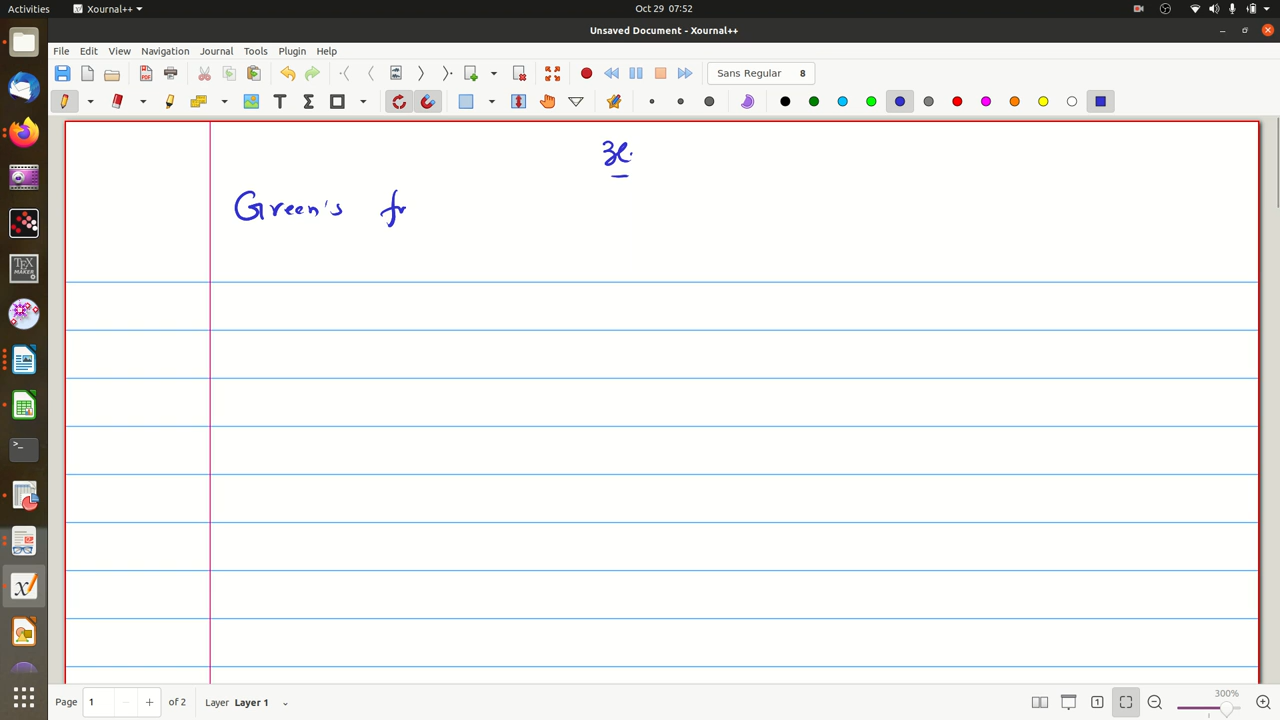 Activities
Xournal++
Oct 29 07:52
Unsaved Document - Xournal++
File Edit View Navigation Journal Tools Plugin Help
Sans Regular 8
Green's fr
Page 1 of 2 Layer Layer 1
300%